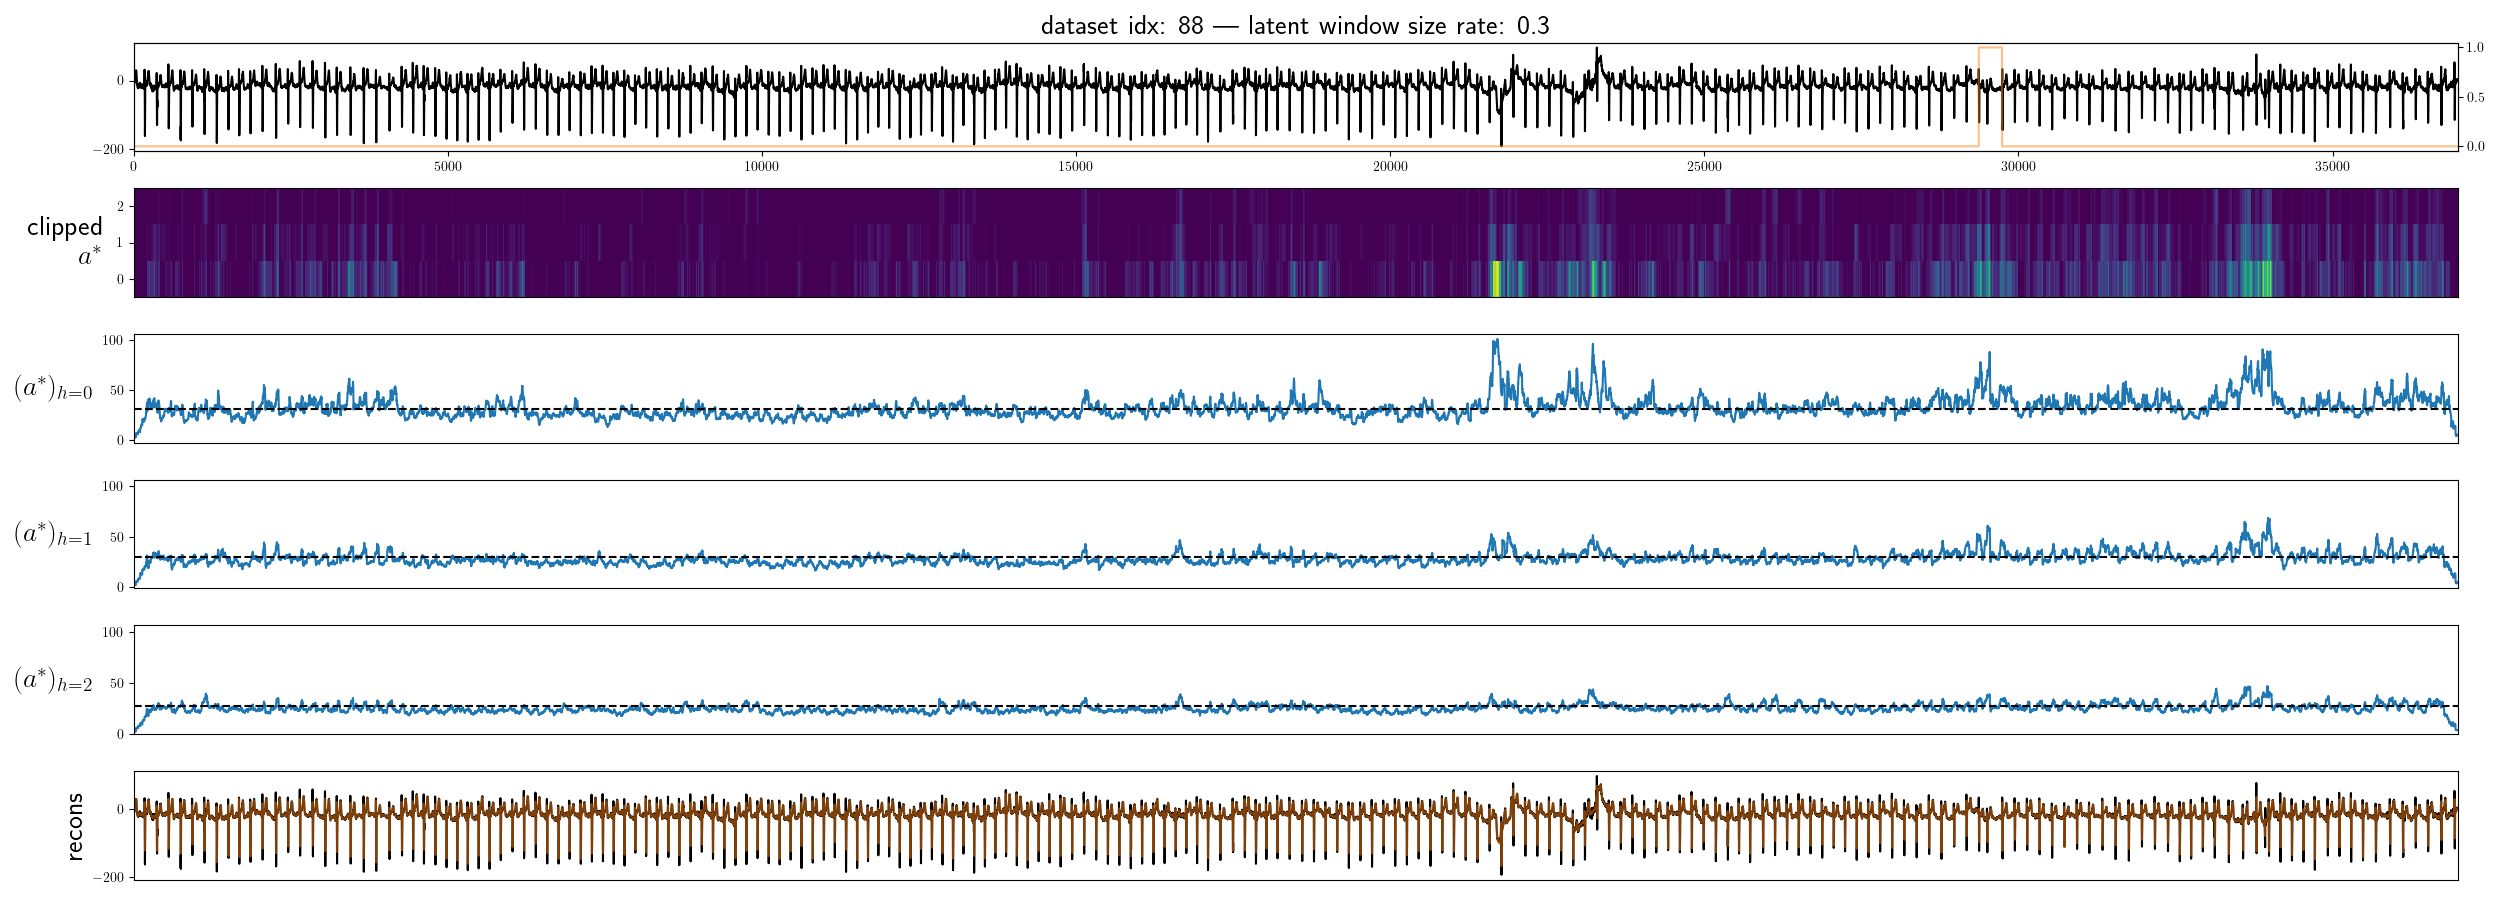 dataset idx: 88 — latent window size rate: 0.3
0
−200
1.0
0.5
0.0
0 5000 10000 15000 20000 25000 30000 35000
clipped
a*
2
1
0
(a*)h=0
100
50
0
(a*)h=1
100
50
0
(a*)h=2
100
50
0
recons
0
−200